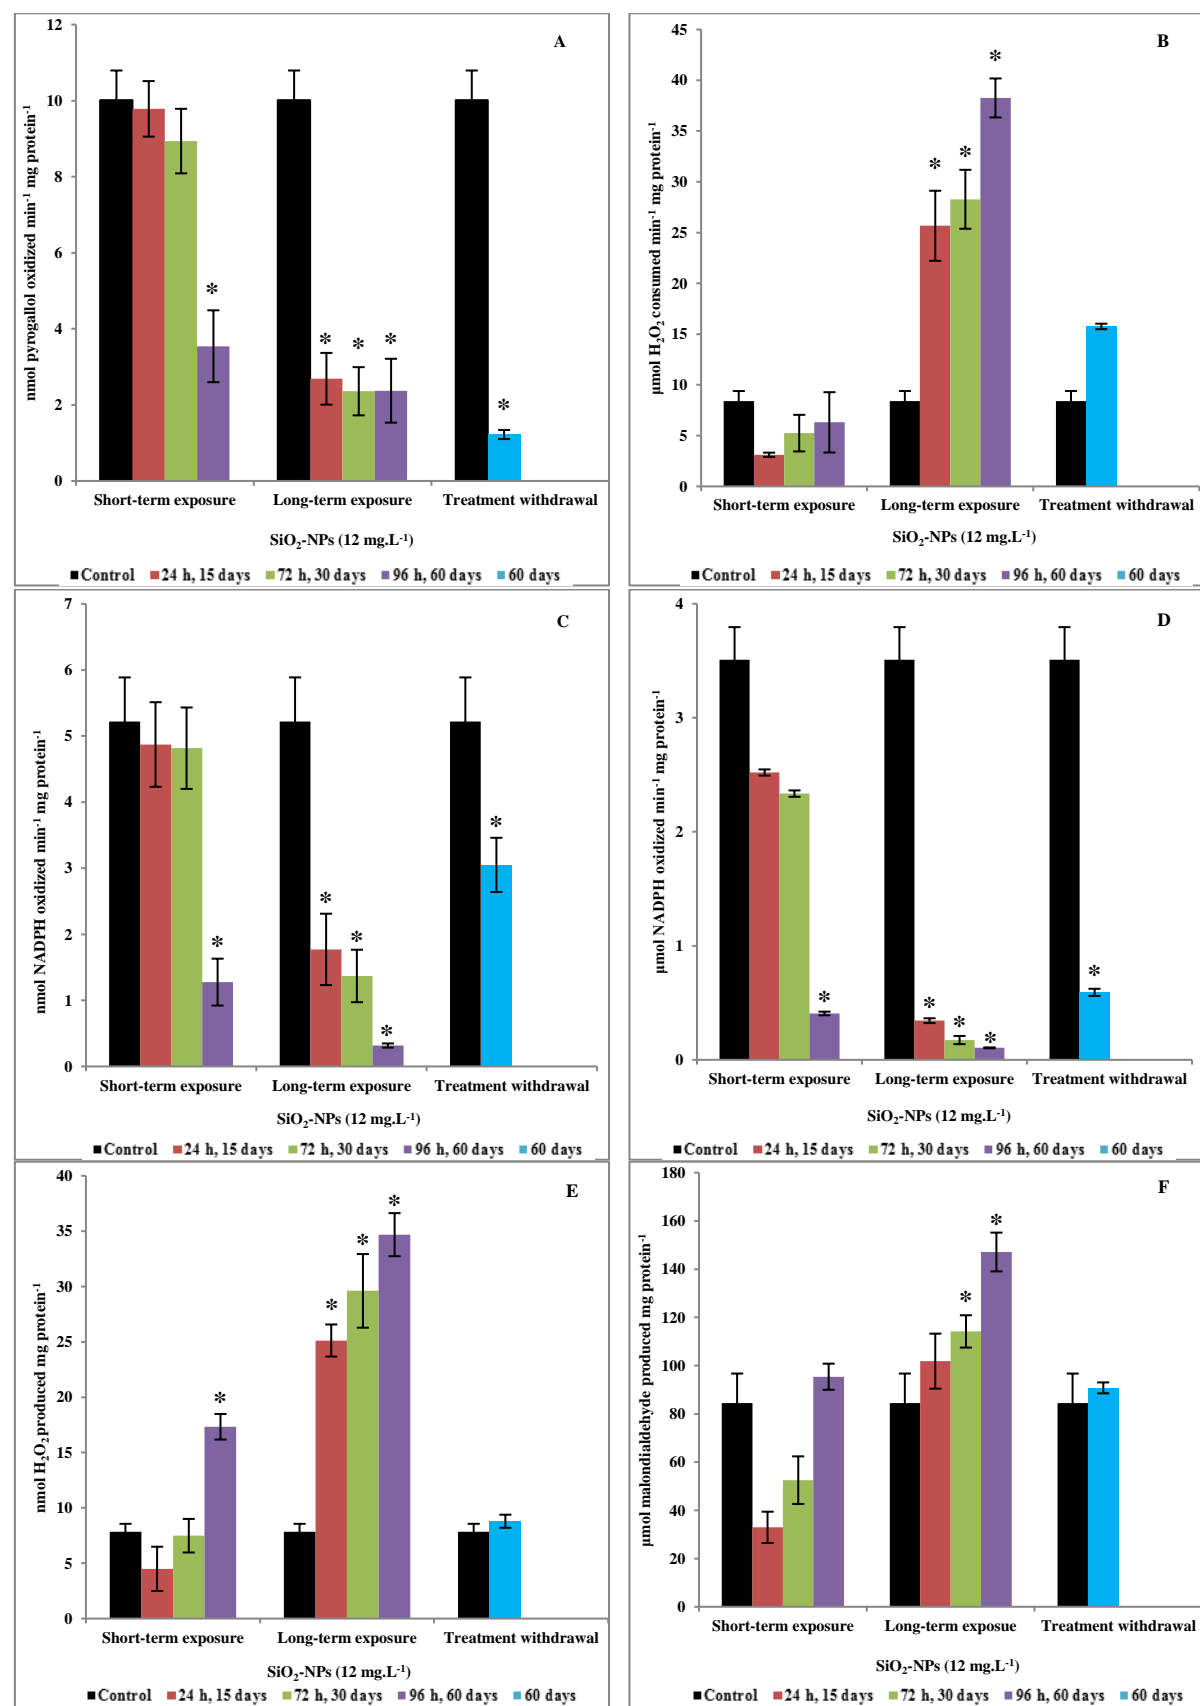 A
nmol pyrogallol oxidized min⁻¹ mg protein⁻¹
12
10
8
6
4
2
0
* * * * *
Short-term exposure Long-term exposure Treatment withdrawal
SiO₂-NPs (12 mg.L⁻¹)
Control 24 h, 15 days 72 h, 30 days 96 h, 60 days 60 days
B
µmol H₂O₂ consumed min⁻¹ mg protein⁻¹
45
40
35
30
25
20
15
10
5
0
* * *
Short-term exposure Long-term exposure Treatment withdrawal
SiO₂-NPs (12 mg.L⁻¹)
Control 24 h, 15 days 72 h, 30 days 96 h, 60 days 60 days
C
nmol NADPH oxidized min⁻¹ mg protein⁻¹
7
6
5
4
3
2
1
0
* * * * *
Short-term exposure Long-term exposure Treatment withdrawal
SiO₂-NPs (12 mg.L⁻¹)
Control 24 h, 15 days 72 h, 30 days 96 h, 60 days 60 days
D
µmol NADPH oxidized min⁻¹ mg protein⁻¹
4
3
2
1
0
* * * * *
Short-term exposure Long-term exposure Treatment withdrawal
SiO₂-NPs (12 mg.L⁻¹)
Control 24 h, 15 days 72 h, 30 days 96 h, 60 days 60 days
E
nmol H₂O₂ produced mg protein⁻¹
40
35
30
25
20
15
10
5
0
* * * *
Short-term exposure Long-term exposure Treatment withdrawal
SiO₂-NPs (12 mg.L⁻¹)
Control 24 h, 15 days 72 h, 30 days 96 h, 60 days 60 days
F
µmol malondialdehyde produced mg protein⁻¹
180
160
140
120
100
80
60
40
20
0
* *
Short-term exposure Long-term exposue Treatment withdrawal
SiO₂-NPs (12 mg.L⁻¹)
Control 24 h, 15 days 72 h, 30 days 96 h, 60 days 60 days